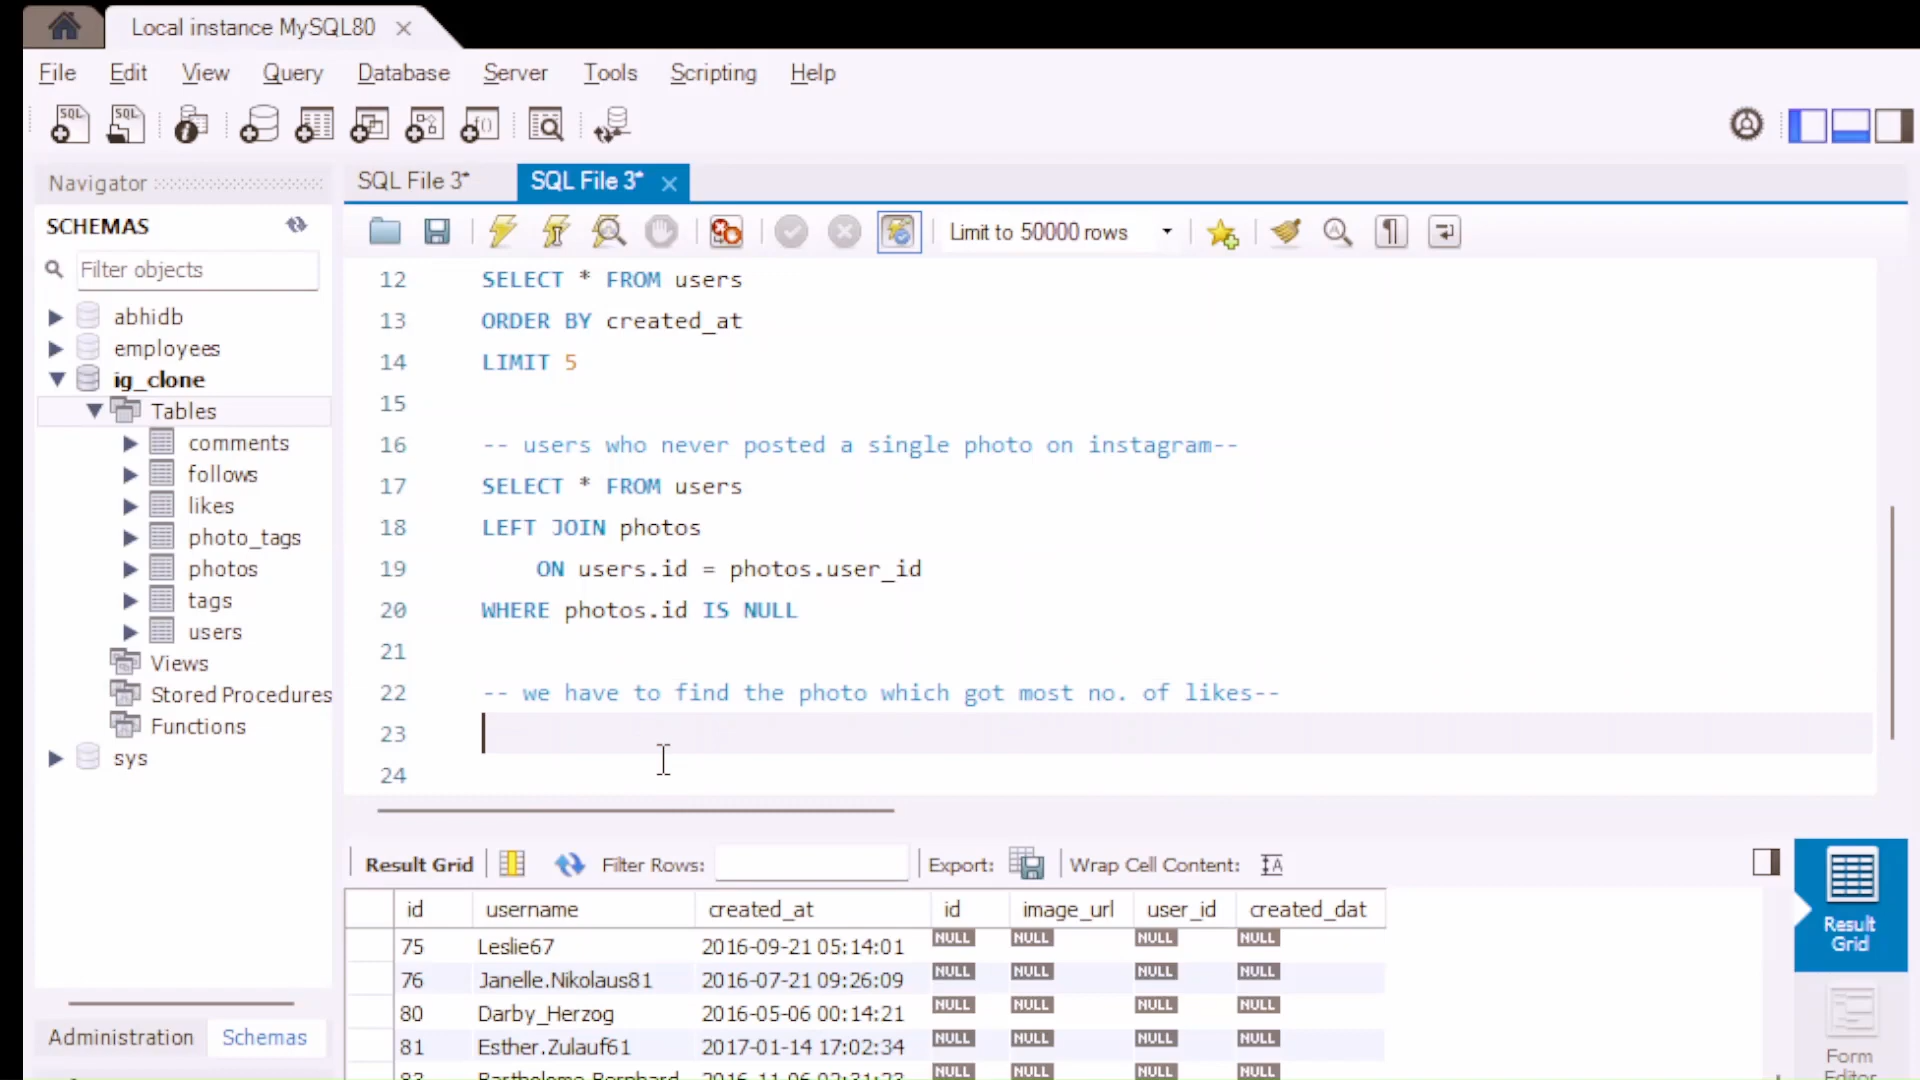 Local instance MySQL80
File Edit View Query Database Server Tools Scripting Help
SQL SQL
Navigator
SQL File 3* SQL File 3*
SCHEMAS
Limit to 50000 rows
Filter objects
abhidb
employees
ig_clone
Tables
comments
follows
likes
photo_tags
photos
tags
users
Views
Stored Procedures
Functions
sys
Administration Schemas
12 SELECT * FROM users
13 ORDER BY created_at
14 LIMIT 5
15
16 -- users who never posted a single photo on instagram--
17 SELECT * FROM users
18 LEFT JOIN photos
19 ON users.id = photos.user_id
20 WHERE photos.id IS NULL
21
22 -- we have to find the photo which got most no. of likes--
23
24
Result Grid Filter Rows: Export: Wrap Cell Content:
id username created_at id image_url user_id created_dat
75 Leslie67 2016-09-21 05:14:01 NULL NULL NULL NULL
76 Janelle.Nikolaus81 2016-07-21 09:26:09 NULL NULL NULL NULL
80 Darby_Herzog 2016-05-06 00:14:21 NULL NULL NULL NULL
81 Esther.Zulauf61 2017-01-14 17:02:34 NULL NULL NULL NULL
NULL NULL NULL NULL
Result
Grid
Form
Editor